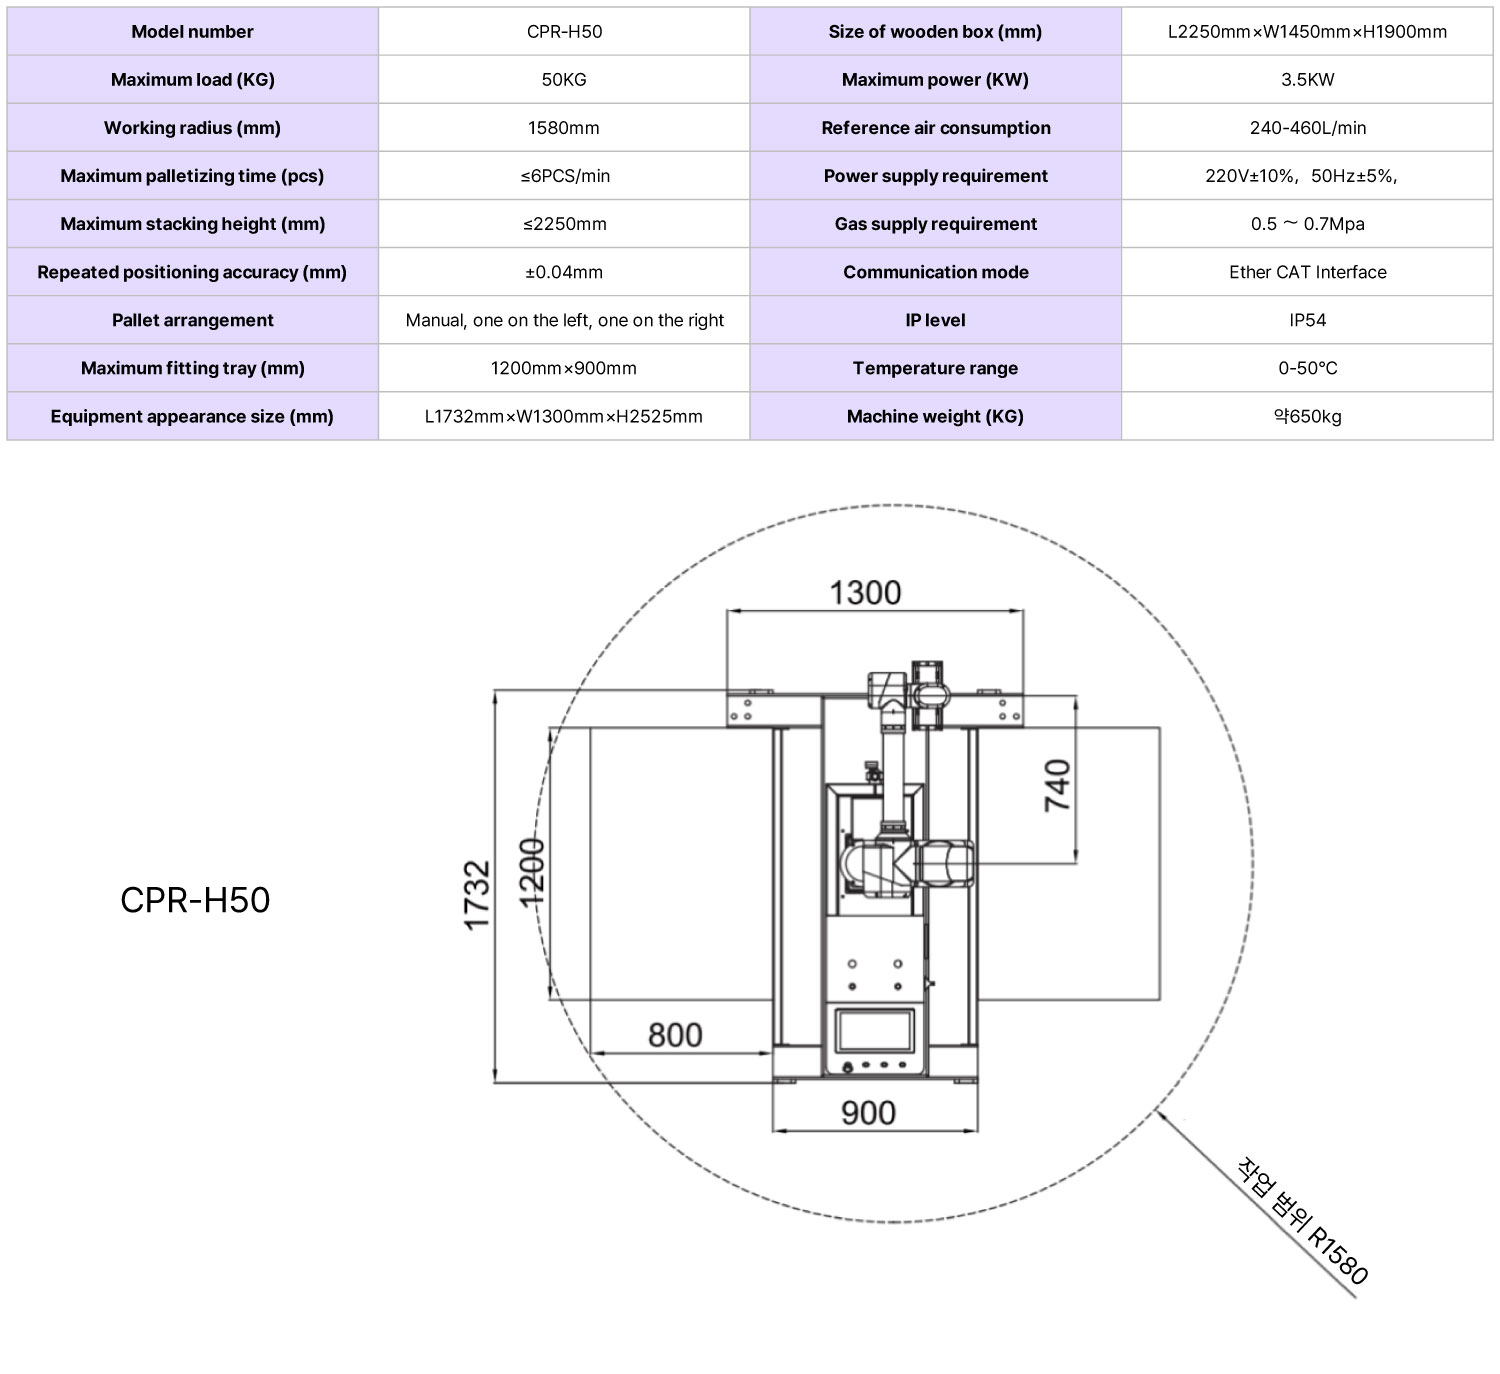 Model number CPR-H50 Size of wooden box (mm) L2250mm×W1450mm×H1900mm
Maximum load (KG) 50KG Maximum power (KW) 3.5KW
Working radius (mm) 1580mm Reference air consumption 240-460L/min
Maximum palletizing time (pcs) ≤6PCS/min Power supply requirement 220V±10%, 50Hz±5%,
Maximum stacking height (mm) ≤2250mm Gas supply requirement 0.5 ~ 0.7Mpa
Repeated positioning accuracy (mm) ±0.04mm Communication mode Ether CAT Interface
Pallet arrangement Manual, one on the left, one on the right IP level IP54
Maximum fitting tray (mm) 1200mm×900mm Temperature range 0-50°C
Equipment appearance size (mm) L1732mm×W1300mm×H2525mm Machine weight (KG) 약650kg
1300
740
1200
1732
CPR-H50
800
900
작업 범위 R1580